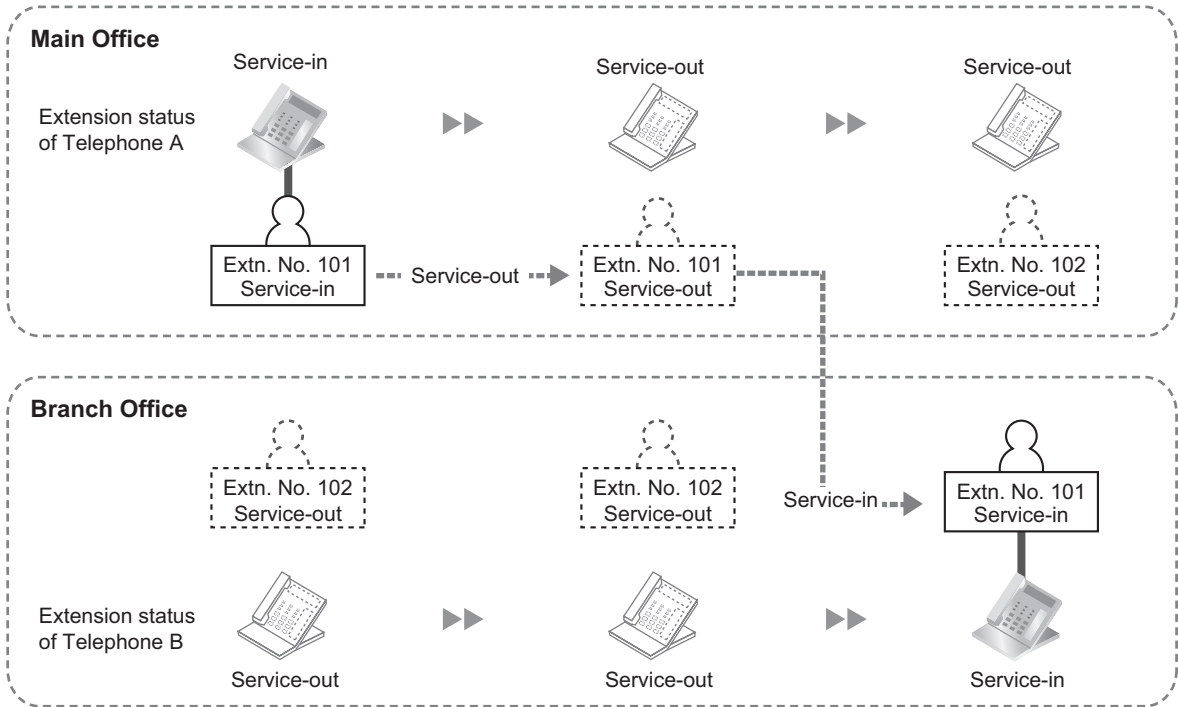 Main Office
Service-in
Service-out
Service-out
Extension status
of Telephone A
Extn. No. 101
Service-in
Service-out
Extn. No. 101
Service-out
Extn. No. 102
Service-out
Branch Office
Extn. No. 102
Service-out
Extn. No. 102
Service-out
Service-in
Extn. No. 101
Service-in
Extension status
of Telephone B
Service-out
Service-out
Service-in